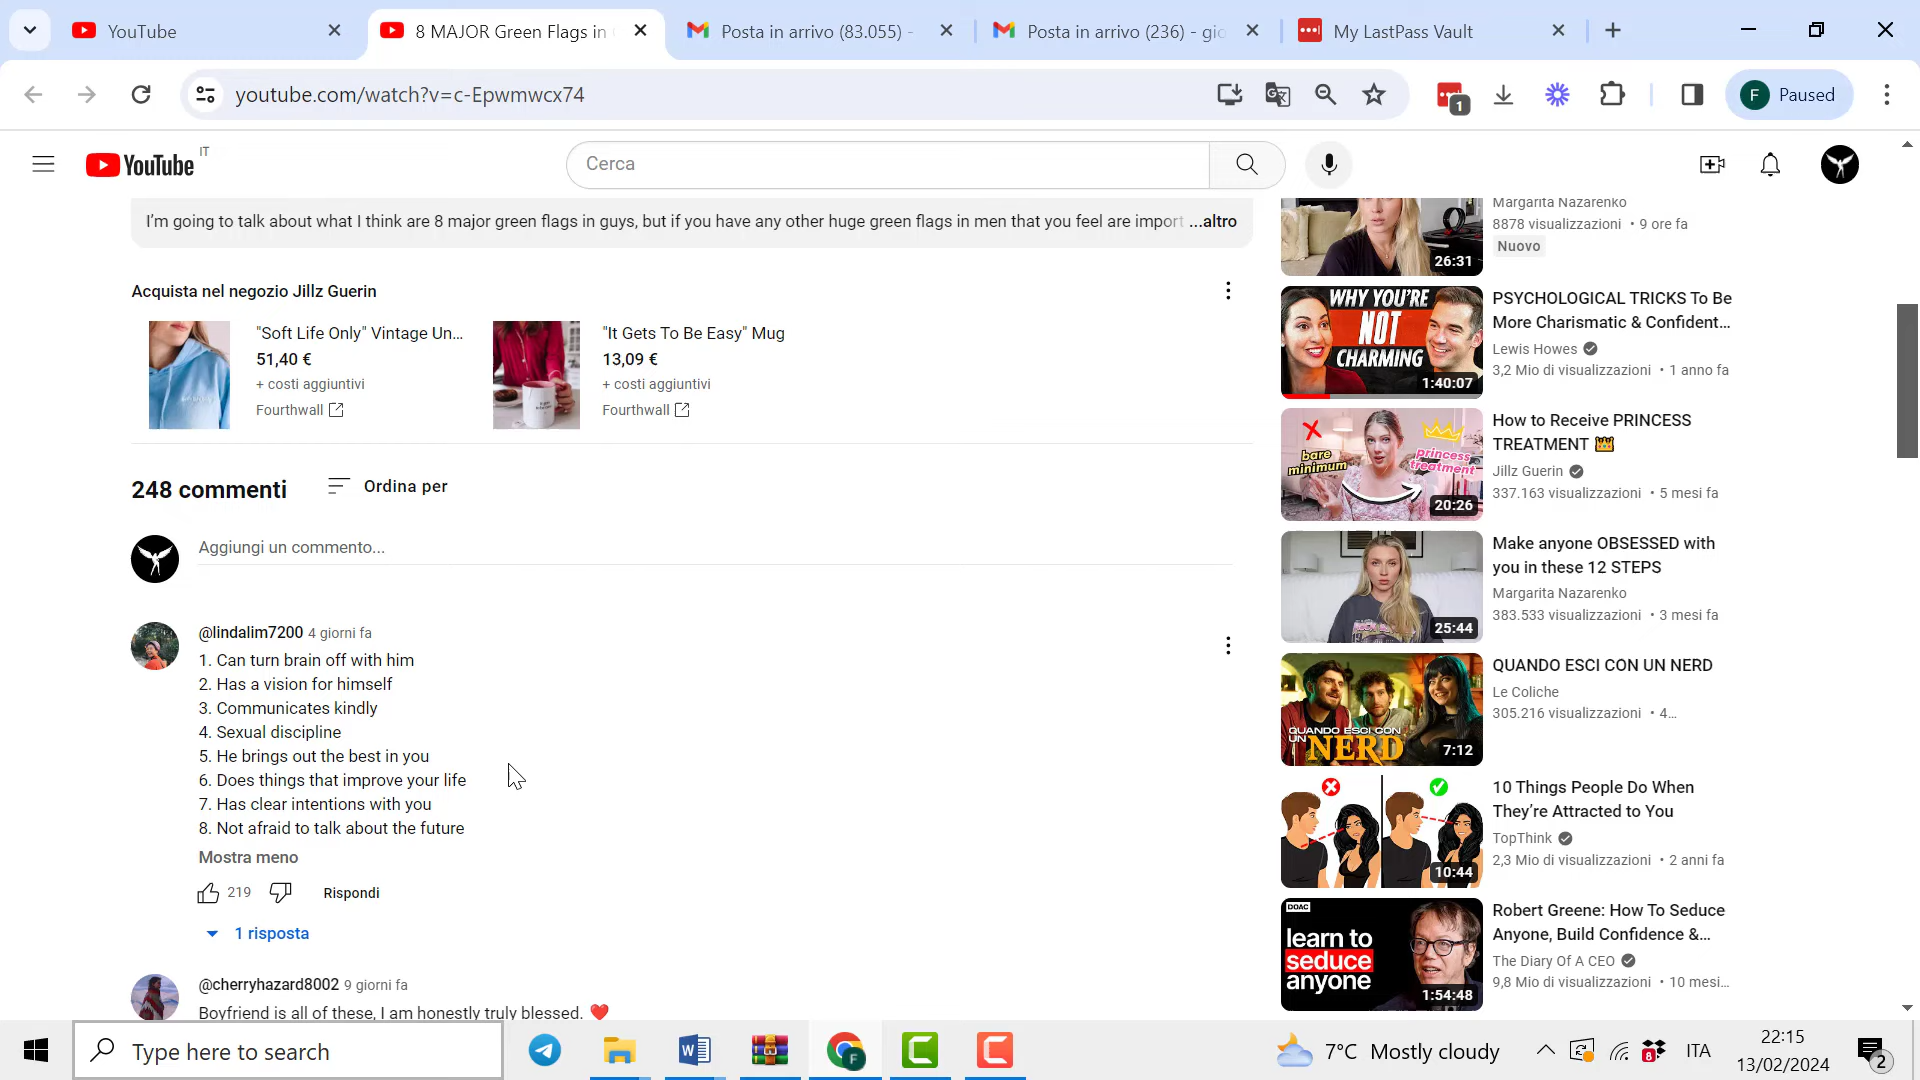 YouTube
8 MAJOR Green Flags in
Posta in arrivo (83.055) -
Posta in arrivo (236) - gio
My LastPass Vault
youtube.com/watch?v=c-Epwmwcx74
1
F Paused
YouTube IT
Cerca
I'm going to talk about what I think are 8 major green flags in guys, but if you have any other huge green flags in men that you feel are import ...altro
Acquista nel negozio Jillz Guerin
"Soft Life Only" Vintage Un...
51,40 €
+ costi aggiuntivi
Fourthwall
"It Gets To Be Easy" Mug
13,09 €
+ costi aggiuntivi
Fourthwall
248 commenti
Ordina per
Aggiungi un commento...
@lindalim7200 4 giorni fa
1. Can turn brain off with him
2. Has a vision for himself
3. Communicates kindly
4. Sexual discipline
5. He brings out the best in you
6. Does things that improve your life
7. Has clear intentions with you
8. Not afraid to talk about the future
Mostra meno
219
Rispondi
1 risposta
@cherryhazard8002 9 giorni fa
Boyfriend is all of these, I am honestly truly blessed. ❤️
26:31
Margarita Nazarenko
8878 visualizzazioni • 9 ore fa
Nuovo
WHY YOU'RE
NOT
CHARMING
1:40:07
PSYCHOLOGICAL TRICKS To Be
More Charismatic & Confident...
Lewis Howes
3,2 Mio di visualizzazioni • 1 anno fa
bare
minimum
princess
treatment
20:26
How to Receive PRINCESS
TREATMENT 👑
Jillz Guerin
337.163 visualizzazioni • 5 mesi fa
25:44
Make anyone OBSESSED with
you in these 12 STEPS
Margarita Nazarenko
383.533 visualizzazioni • 3 mesi fa
QUANDO ESCI CON
UN NERD
7:12
QUANDO ESCI CON UN NERD
Le Coliche
305.216 visualizzazioni • 4...
10:44
10 Things People Do When
They're Attracted to You
TopThink
2,3 Mio di visualizzazioni • 2 anni fa
DOAC
learn to
seduce
anyone
1:54:48
Robert Greene: How To Seduce
Anyone, Build Confidence &...
The Diary Of A CEO
9,8 Mio di visualizzazioni • 10 mesi...
Type here to search
7°C Mostly cloudy
8
ITA
22:15
13/02/2024
2